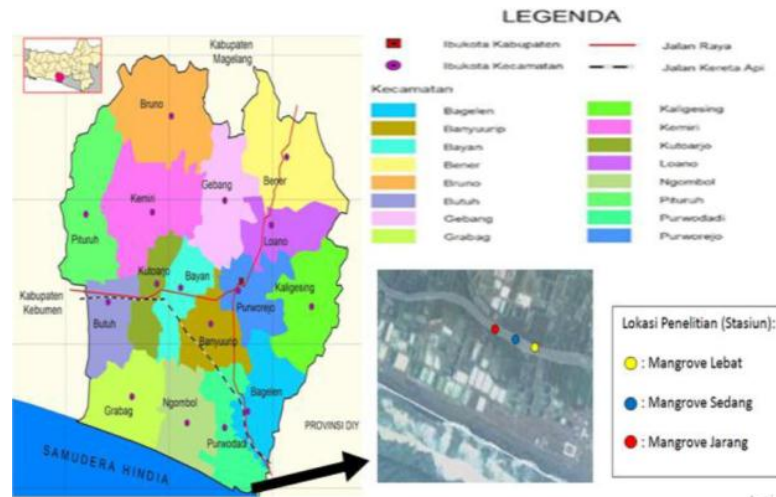 LEGENDA
Ibukota Kabupaten
Jalan Raya
Ibukota Kecamatan
Jalan Kereta Api
Kecamatan
Bagelen
Banyuurip
Bayan
Bener
Bruno
Butuh
Gebang
Grabag
Kaligesing
Kemiri
Kutoarjo
Loano
Ngombol
Pituruh
Purwodadi
Purworejo
Kabupaten
Magelang
Bruno
Bener
Gebang
Kemiri
Pituruh
Loano
Kutoarjo
Bayan
Kaligesing
Kabupaten
Kebumen
Butuh
Purworejo
Banyuurip
Bagelen
Grabag
Ngombol
Purwodadi
PROVINSI DIY
SAMUDERA HINDIA
Lokasi Penelitian (Stasiun):
: Mangrove Lebat
: Mangrove Sedang
: Mangrove Jarang